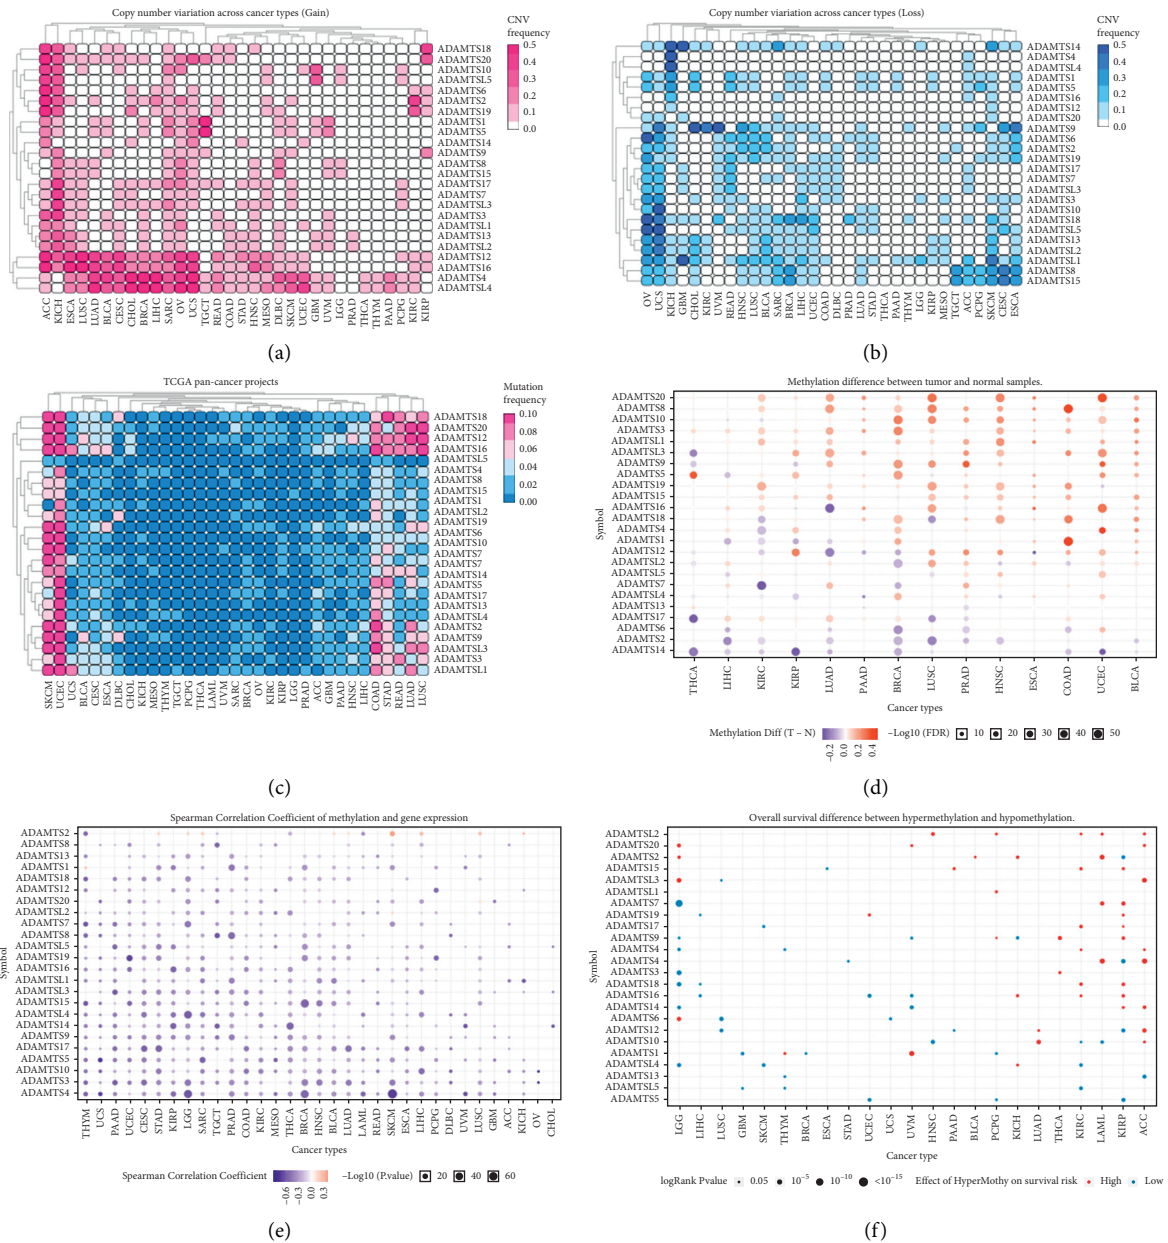 Copy number viariation across cancer types (Gain)
CNV
frequency
0.5
0.4
0.3
0.2
0.1
0.0
ADAMTS18
ADAMTS20
ADAMTS10
ADAMTSL5
ADAMTS6
ADAMTS2
ADAMTS19
ADAMTS1
ADAMTS5
ADAMTS14
ADAMTS9
ADAMTS8
ADAMTS15
ADAMTS17
ADAMTS7
ADAMTSL3
ADAMTS3
ADAMTSL1
ADAMTS13
ADAMTSL2
ADAMTS12
ADAMTS16
ADAMTS4
ADAMTSL4
ACC
KICH
ESCA
LUSC
LUAD
BLCA
CESC
CHOL
BRCA
LIHC
SARC
OV
UCS
TGCT
READ
COAD
STAD
HNSC
MESO
DLBC
SKCM
UCEC
GBM
UVM
LGG
PRAD
THCA
THYM
PAAD
PCPG
KIRC
KIRP
(a)
Copy number viariation across cancer types (Loss)
CNV
frequency
0.5
0.4
0.3
0.2
0.1
0.0
ADAMTS14
ADAMTS4
ADAMTSL4
ADAMTS1
ADAMTS5
ADAMTS16
ADAMTS12
ADAMTS20
ADAMTS9
ADAMTS6
ADAMTS2
ADAMTS19
ADAMTS17
ADAMTS7
ADAMTSL3
ADAMTS3
ADAMTS10
ADAMTS18
ADAMTSL5
ADAMTS13
ADAMTSL2
ADAMTSL1
ADAMTS8
ADAMTS15
OV
UCS
KICH
GBM
CHOL
KIRC
UVM
READ
HNSC
LUSC
BLCA
SARC
BRCA
LIHC
UCEC
COAD
DLBC
PRAD
LUAD
STAD
THCA
PAAD
THYM
LGG
KIRP
MESO
TGCT
ACC
PCPG
SKCM
CESC
ESCA
(b)
TCGA pan-cancer projects
Mutation
frequency
0.10
0.08
0.06
0.04
0.02
0.00
ADAMTS18
ADAMTS20
ADAMTS12
ADAMTS16
ADAMTSL5
ADAMTS4
ADAMTS8
ADAMTS15
ADAMTS1
ADAMTSL2
ADAMTS19
ADAMTS6
ADAMTS10
ADAMTS7
ADAMTS7
ADAMTS14
ADAMTS5
ADAMTS17
ADAMTS13
ADAMTSL4
ADAMTS2
ADAMTS9
ADAMTSL3
ADAMTS3
ADAMTSL1
SKCM
UCEC
UCS
BLCA
CESC
ESCA
DLBC
CHOL
KICH
MESO
THYM
TGCT
PCPG
THCA
LAML
UVM
SARC
BRCA
OV
KIRC
KIRP
LGG
PRAD
ACC
GBM
PAAD
HNSC
LIHC
COAD
STAD
READ
LUAD
LUSC
(c)
Methylation difference between tumor and normal samples.
Symbol
ADAMTS20
ADAMTS8
ADAMTS10
ADAMTS3
ADAMTSL1
ADAMTSL3
ADAMTS9
ADAMTS5
ADAMTS19
ADAMTS15
ADAMTS16
ADAMTS18
ADAMTS4
ADAMTS1
ADAMTS12
ADAMTSL2
ADAMTSL5
ADAMTS7
ADAMTSL4
ADAMTS13
ADAMTS17
ADAMTS6
ADAMTS2
ADAMTS14
THCA
LIHC
KIRC
KIRP
LUAD
PAAD
BRCA
LUSC
PRAD
HNSC
ESCA
COAD
UCEC
BLCA
Cancer types
Methylation Diff (T – N)
−0.2
0.0
0.2
0.4
−Log10 (FDR)
10
20
30
40
50
(d)
Spearman Correlation Coefficient of methylation and gene expression
Symbol
ADAMTS2
ADAMTS8
ADAMTS13
ADAMTS1
ADAMTS18
ADAMTS12
ADAMTS20
ADAMTSL2
ADAMTS7
ADAMTS8
ADAMTSL5
ADAMTS19
ADAMTS16
ADAMTSL1
ADAMTSL3
ADAMTS15
ADAMTSL4
ADAMTS14
ADAMTS9
ADAMTS17
ADAMTS5
ADAMTS10
ADAMTS3
ADAMTS4
THYM
UCS
PAAD
UCEC
CESC
STAD
KIRP
LGG
SARC
TGCT
PRAD
COAD
KIRC
MESO
THCA
BRCA
HNSC
BLCA
LUAD
LAML
READ
SKCM
ESCA
LIHC
PCPG
DLBC
UVM
LUSC
GBM
ACC
KICH
OV
CHOL
Cancer types
Spearman Correlation Coefficient
−0.6
−0.3
0.0
0.3
−Log10 (P.value)
20
40
60
(e)
Overall survival difference between hypermethylation and hypomethylation.
Symbol
ADAMTSL2
ADAMTS20
ADAMTS2
ADAMTS15
ADAMTSL3
ADAMTSL1
ADAMTS7
ADAMTS19
ADAMTS17
ADAMTS9
ADAMTS4
ADAMTS4
ADAMTS3
ADAMTS18
ADAMTS16
ADAMTS14
ADAMTS6
ADAMTS12
ADAMTS10
ADAMTS1
ADAMTSL4
ADAMTS13
ADAMTSL5
ADAMTS5
LGG
LIHC
LUSC
GBM
SKCM
THYM
BRCA
ESCA
STAD
UCEC
UCS
UVM
HNSC
PAAD
BLCA
PCPG
KICH
LUAD
THCA
KIRC
LAML
KIRP
ACC
Cancer type
logRank Pvalue
0.05
10−5
10−10
<10−15
Effect of HyperMothy on survival risk
High
Low
(f)